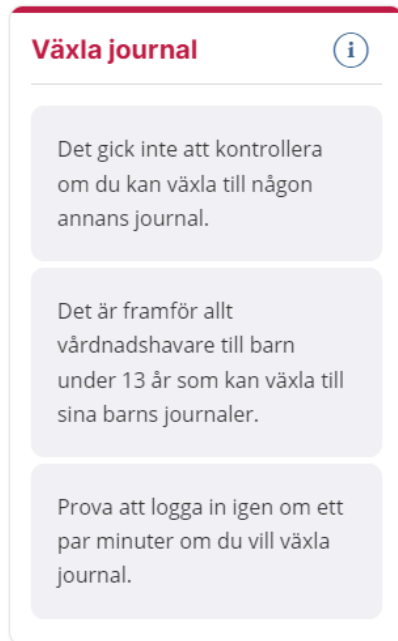 Växla journal
i
Det gick inte att kontrollera
om du kan växla till någon
annans journal.
Det är framför allt
vårdnadshavare till barn
under 13 år som kan växla till
sina barns journaler.
Prova att logga in igen om ett
par minuter om du vill växla
journal.